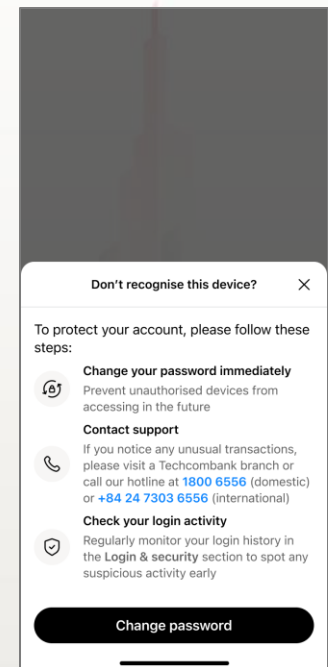 Don't recognise this device?
To protect your account, please follow these
steps:
Change your password immediately
Prevent unauthorised devices from
accessing in the future
Contact support
If you notice any unusual transactions,
please visit a Techcombank branch or
call our hotline at 1800 6556 (domestic)
or +84 24 7303 6556 (international)
Check your login activity
Regularly monitor your login history in
the Login & security section to spot any
suspicious activity early
Change password